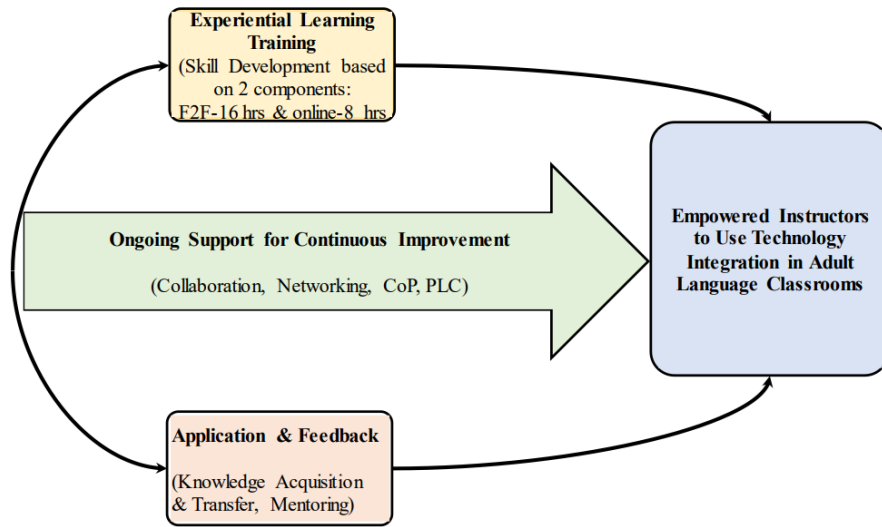 Experiential Learning
Training
(Skill Development based
on 2 components:
F2F-16 hrs & online-8 hrs
Ongoing Support for Continuous Improvement
(Collaboration, Networking, CoP, PLC)
Empowered Instructors
to Use Technology
Integration in Adult
Language Classrooms
Application & Feedback
(Knowledge Acquisition
& Transfer, Mentoring)